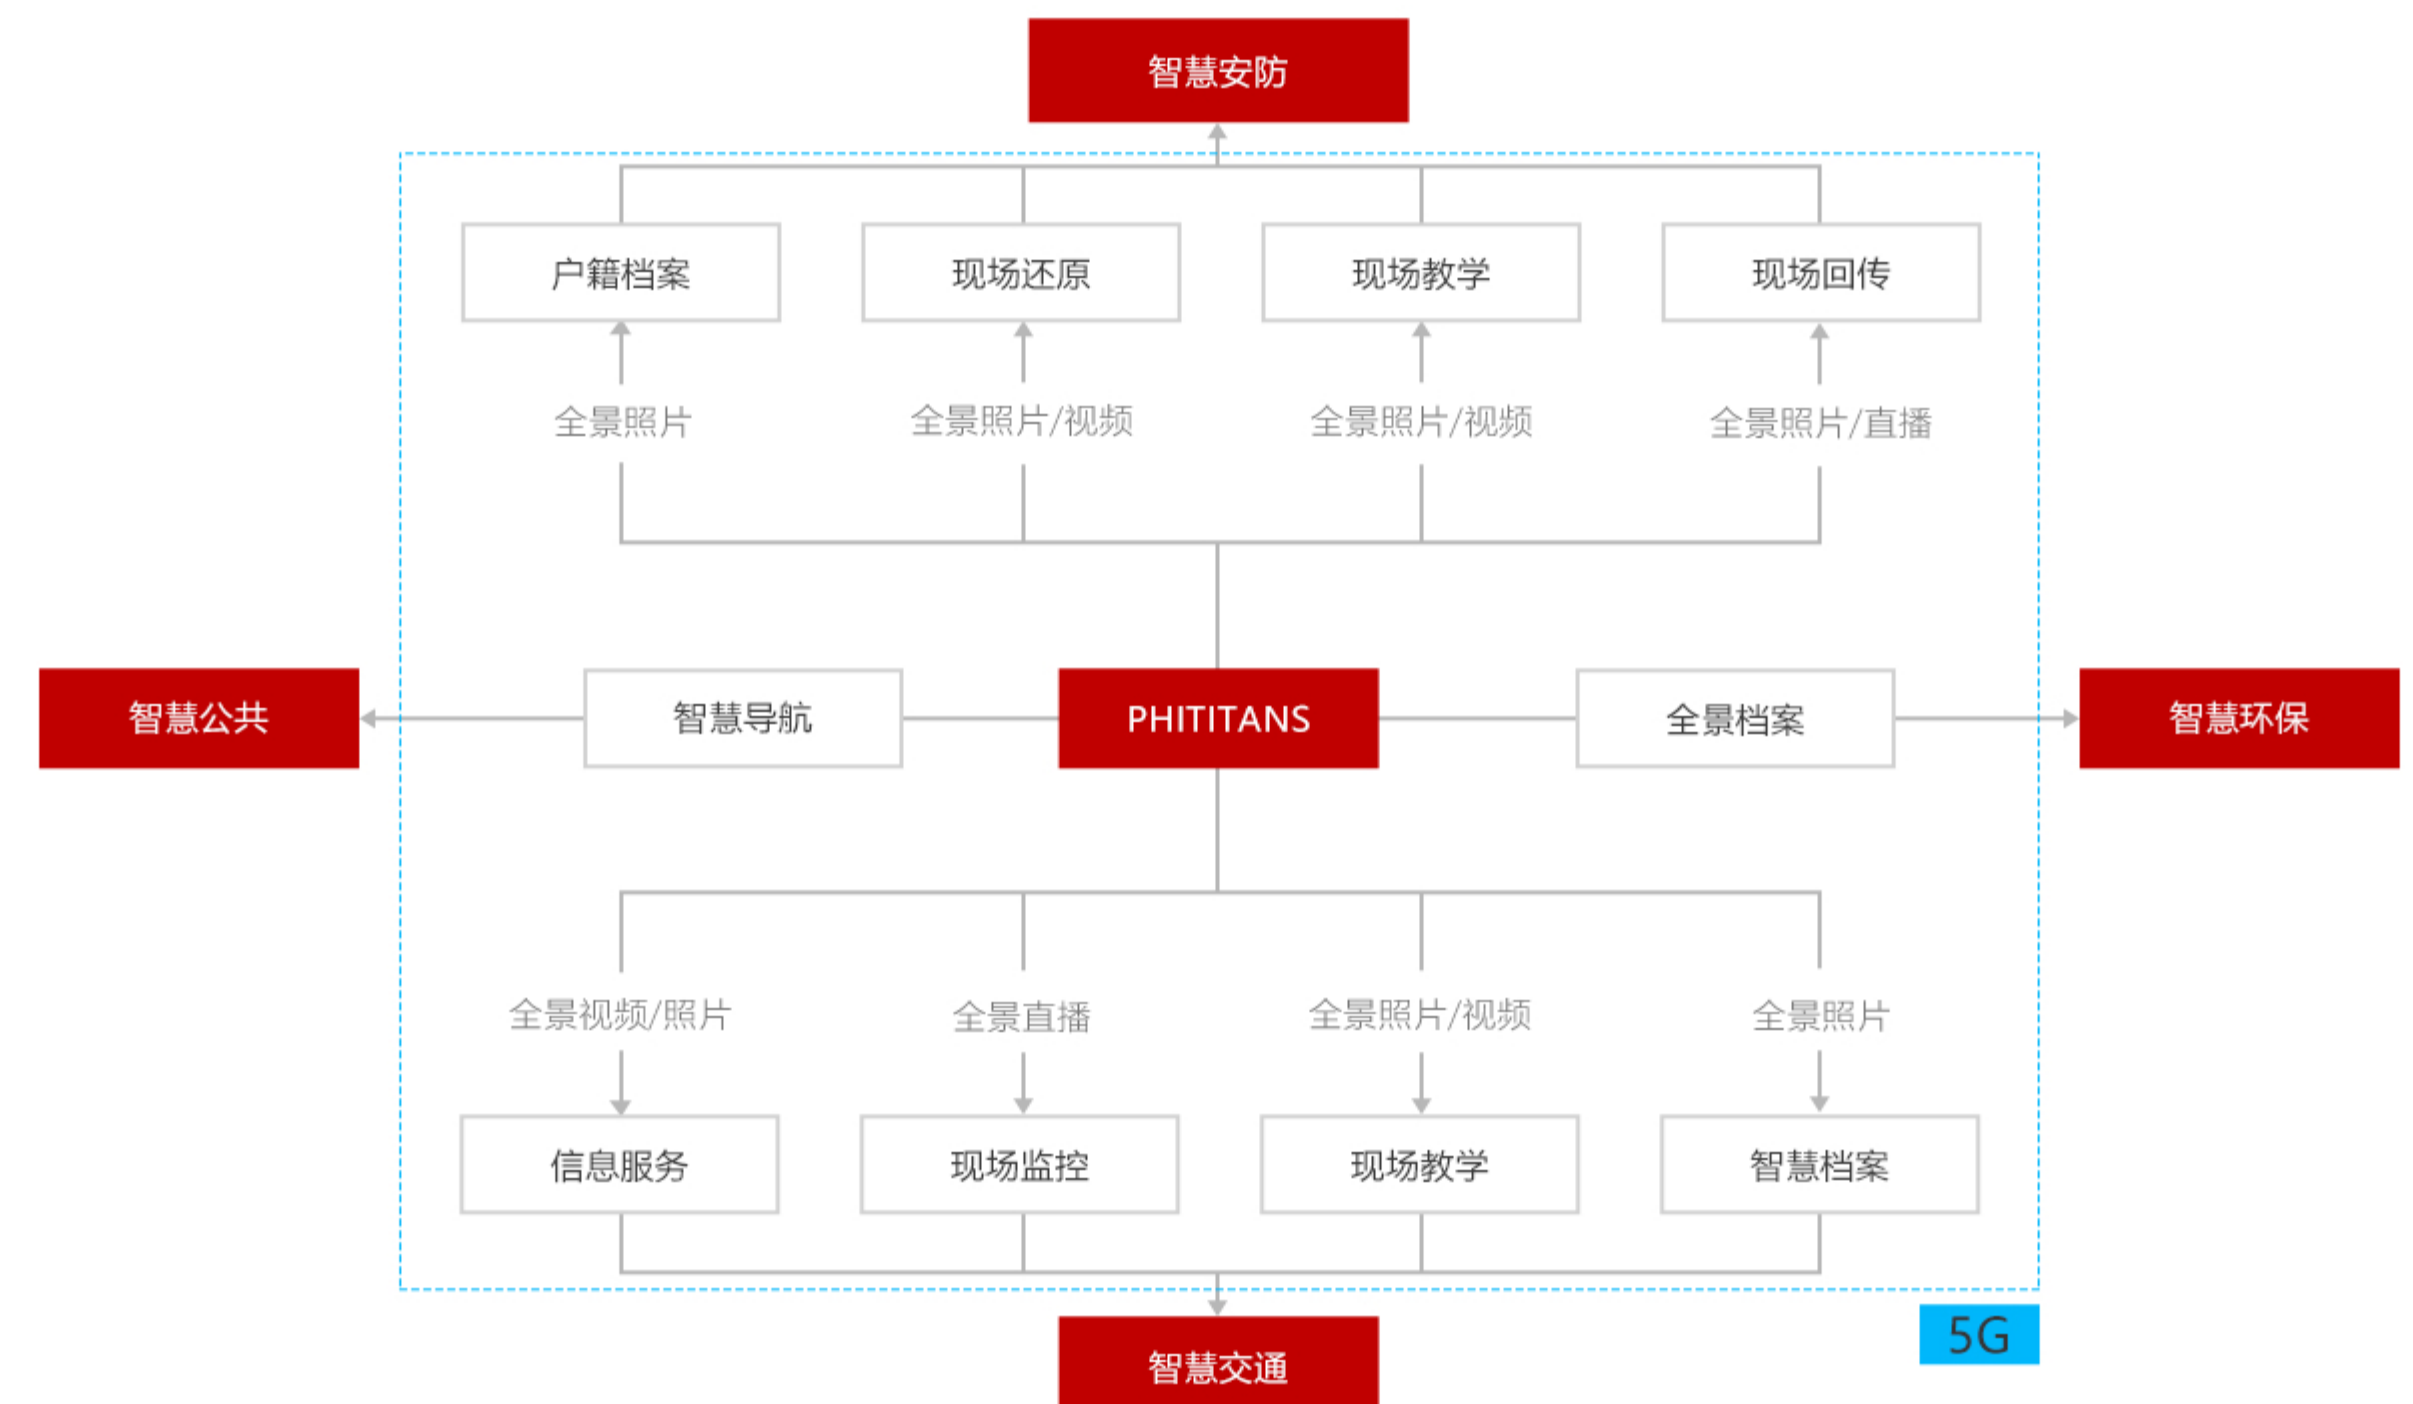 智慧安防
户籍档案
现场还原
现场教学
现场回传
全景照片
全景照片/视频
全景照片/视频
全景照片/直播
智慧公共
智慧导航
PHITITANS
全景档案
智慧环保
全景视频/照片
全景直播
全景照片/视频
全景照片
信息服务
现场监控
现场教学
智慧档案
5G
智慧交通